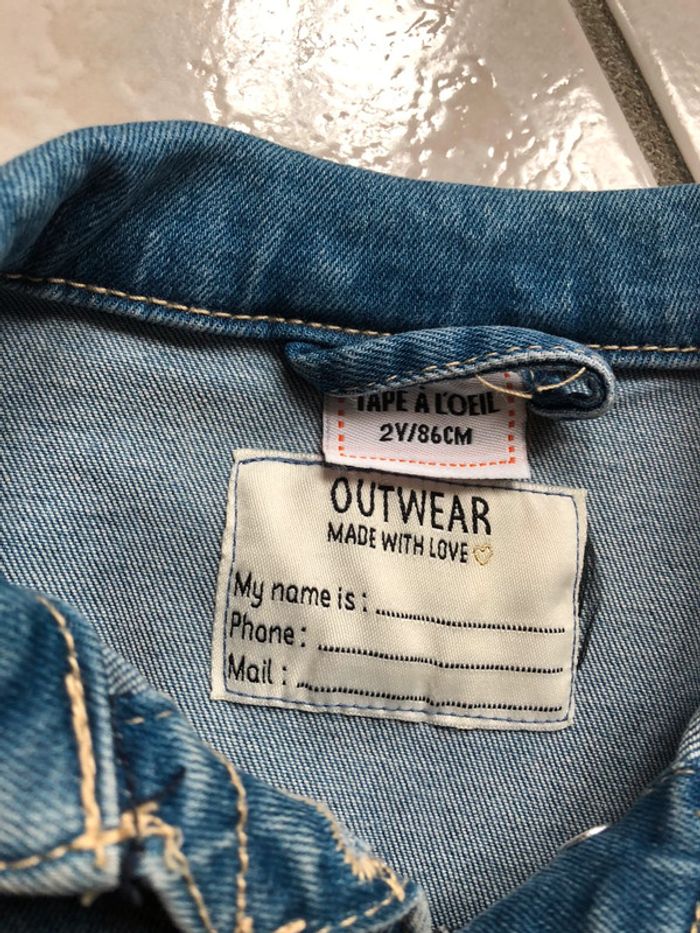 TAPE À L'OEIL
2Y/86CM
OUTWEAR
MADE WITH LOVE
My name is :
Phone :
Mail :